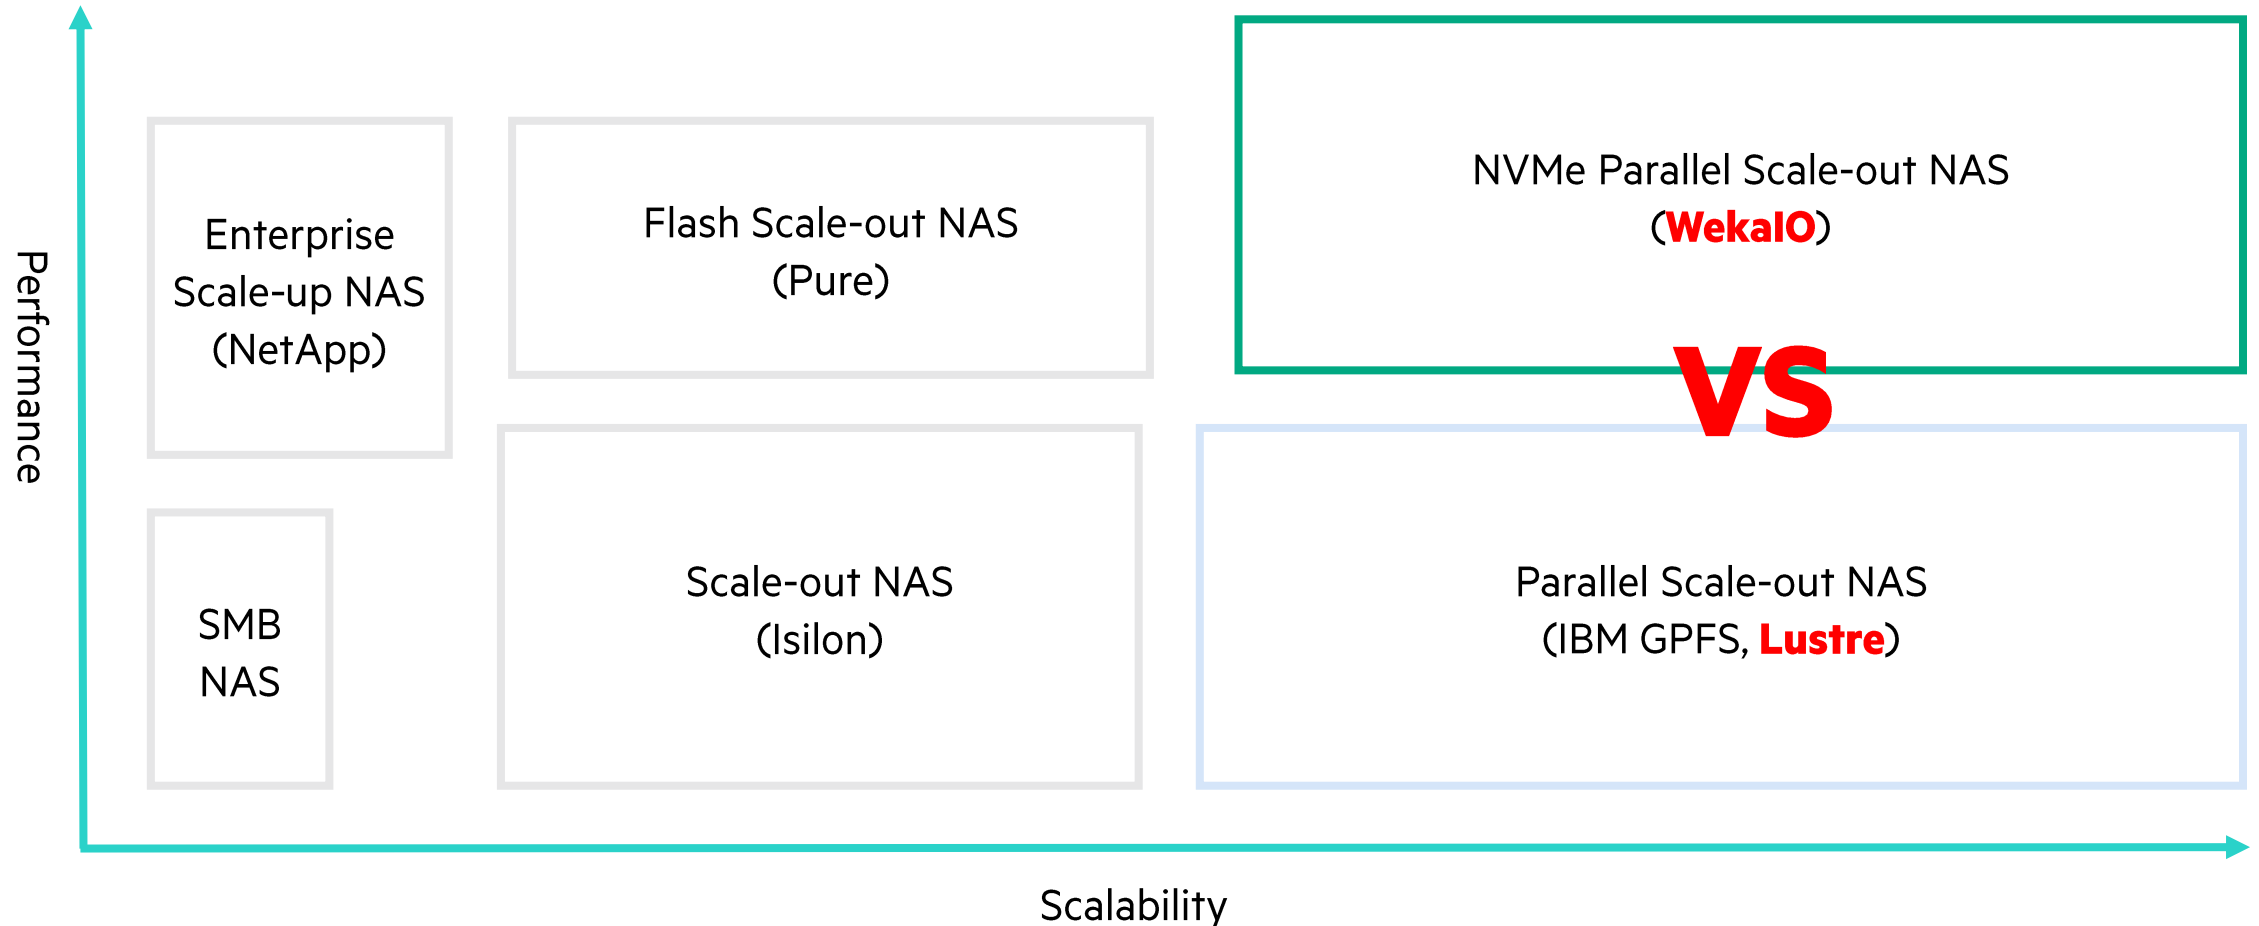 Performance
Enterprise
Scale-up NAS
(NetApp)
Flash Scale-out NAS
(Pure)
NVMe Parallel Scale-out NAS
(WekaIO)
VS
SMB
NAS
Scale-out NAS
(Isilon)
Parallel Scale-out NAS
(IBM GPFS, Lustre)
Scalability